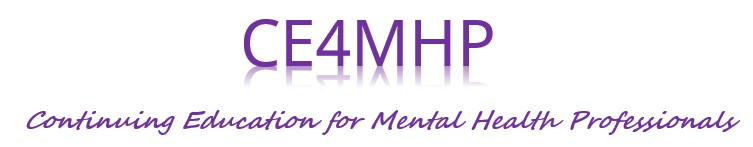 CE4MHP
Continuing Education for Mental Health Professionals